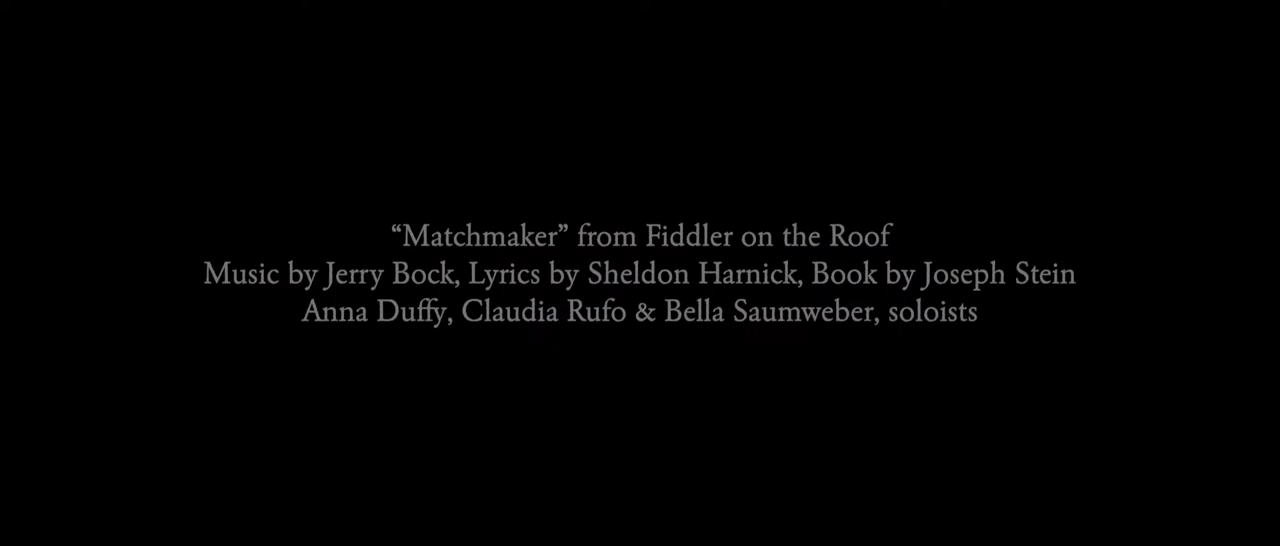 “Matchmaker” from Fiddler on the Roof
Music by Jerry Bock, Lyrics by Sheldon Harnick, Book by Joseph Stein
Anna Duffy, Claudia Rufo & Bella Saumweber, soloists